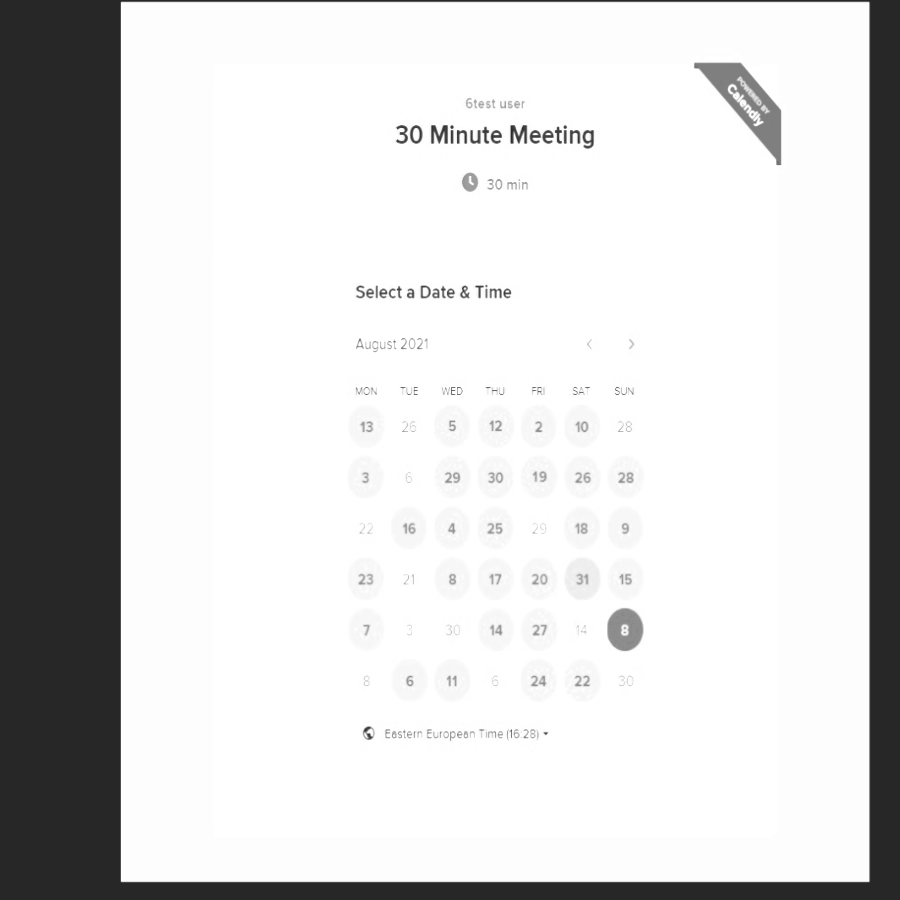 POWERED BY
Calendly
6test user
30 Minute Meeting
30 min
Select a Date & Time
August 2021
MON TUE WED THU FRI SAT SUN
13 26 5 12 2 10 28
3 6 29 30 19 26 28
22 16 4 25 29 18 9
23 21 8 17 20 31 15
7 3 30 14 27 14 8
8 6 11 6 24 22 30
Eastern European Time (16:28)